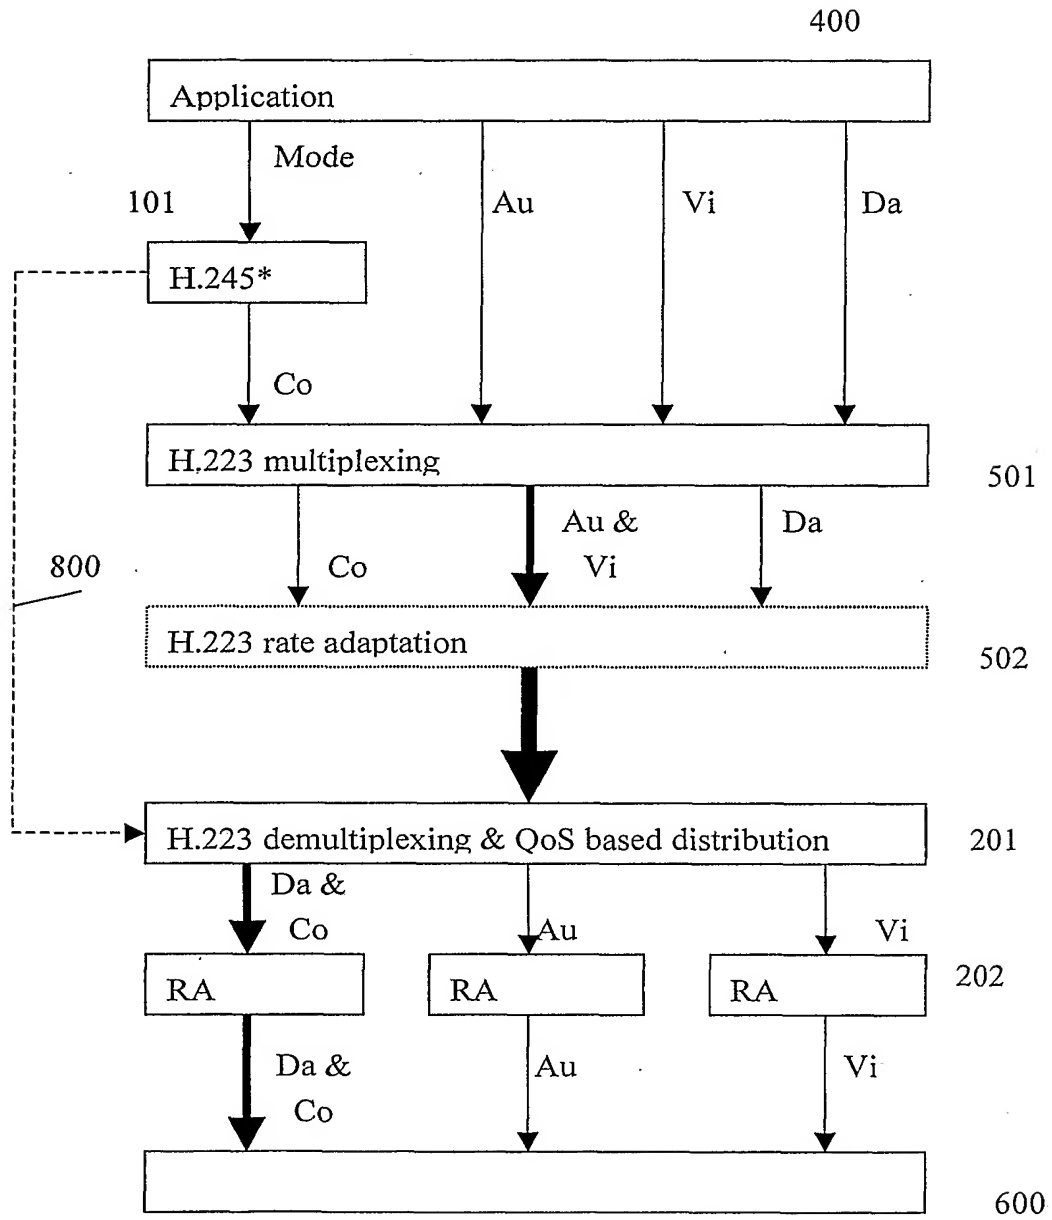 400
Application
Mode
101
Au
Vi
Da
H.245*
Co
H.223 multiplexing
501
Au &
Vi
Da
Co
800
H.223 rate adaptation
502
H.223 demultiplexing & QoS based distribution
201
Da &
Co
Au
Vi
RA
RA
RA
202
Da &
Co
Au
Vi
600